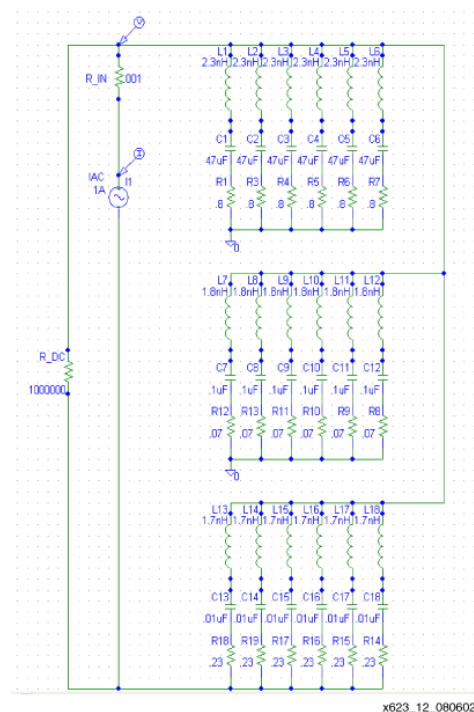 V
L1 L2 L3 L4 L5 L6
2.3nH 2.3nH 2.3nH 2.3nH 2.3nH 2.3nH
R_IN .001
C1 C2 C3 C4 C5 C6
47uF 47uF 47uF 47uF 47uF 47uF
I
IAC I1
1A
R1 R3 R4 R5 R6 R7
.8 .8 .8 .8 .8 .8
0
L7 L8 L9 L10 L11 L12
1.8nH 1.8nH 1.8nH 1.8nH 1.8nH 1.8nH
R_DC
1000000
C7 C8 C9 C10 C11 C12
.1uF .1uF .1uF .1uF .1uF .1uF
R12 R13 R11 R10 R9 R8
.07 .07 .07 .07 .07 .07
0
L13 L14 L15 L16 L17 L18
1.7nH 1.7nH 1.7nH 1.7nH 1.7nH 1.7nH
C13 C14 C15 C16 C17 C18
.01uF .01uF .01uF .01uF .01uF .01uF
R18 R19 R17 R16 R15 R14
.23 .23 .23 .23 .23 .23
x623_12_080602